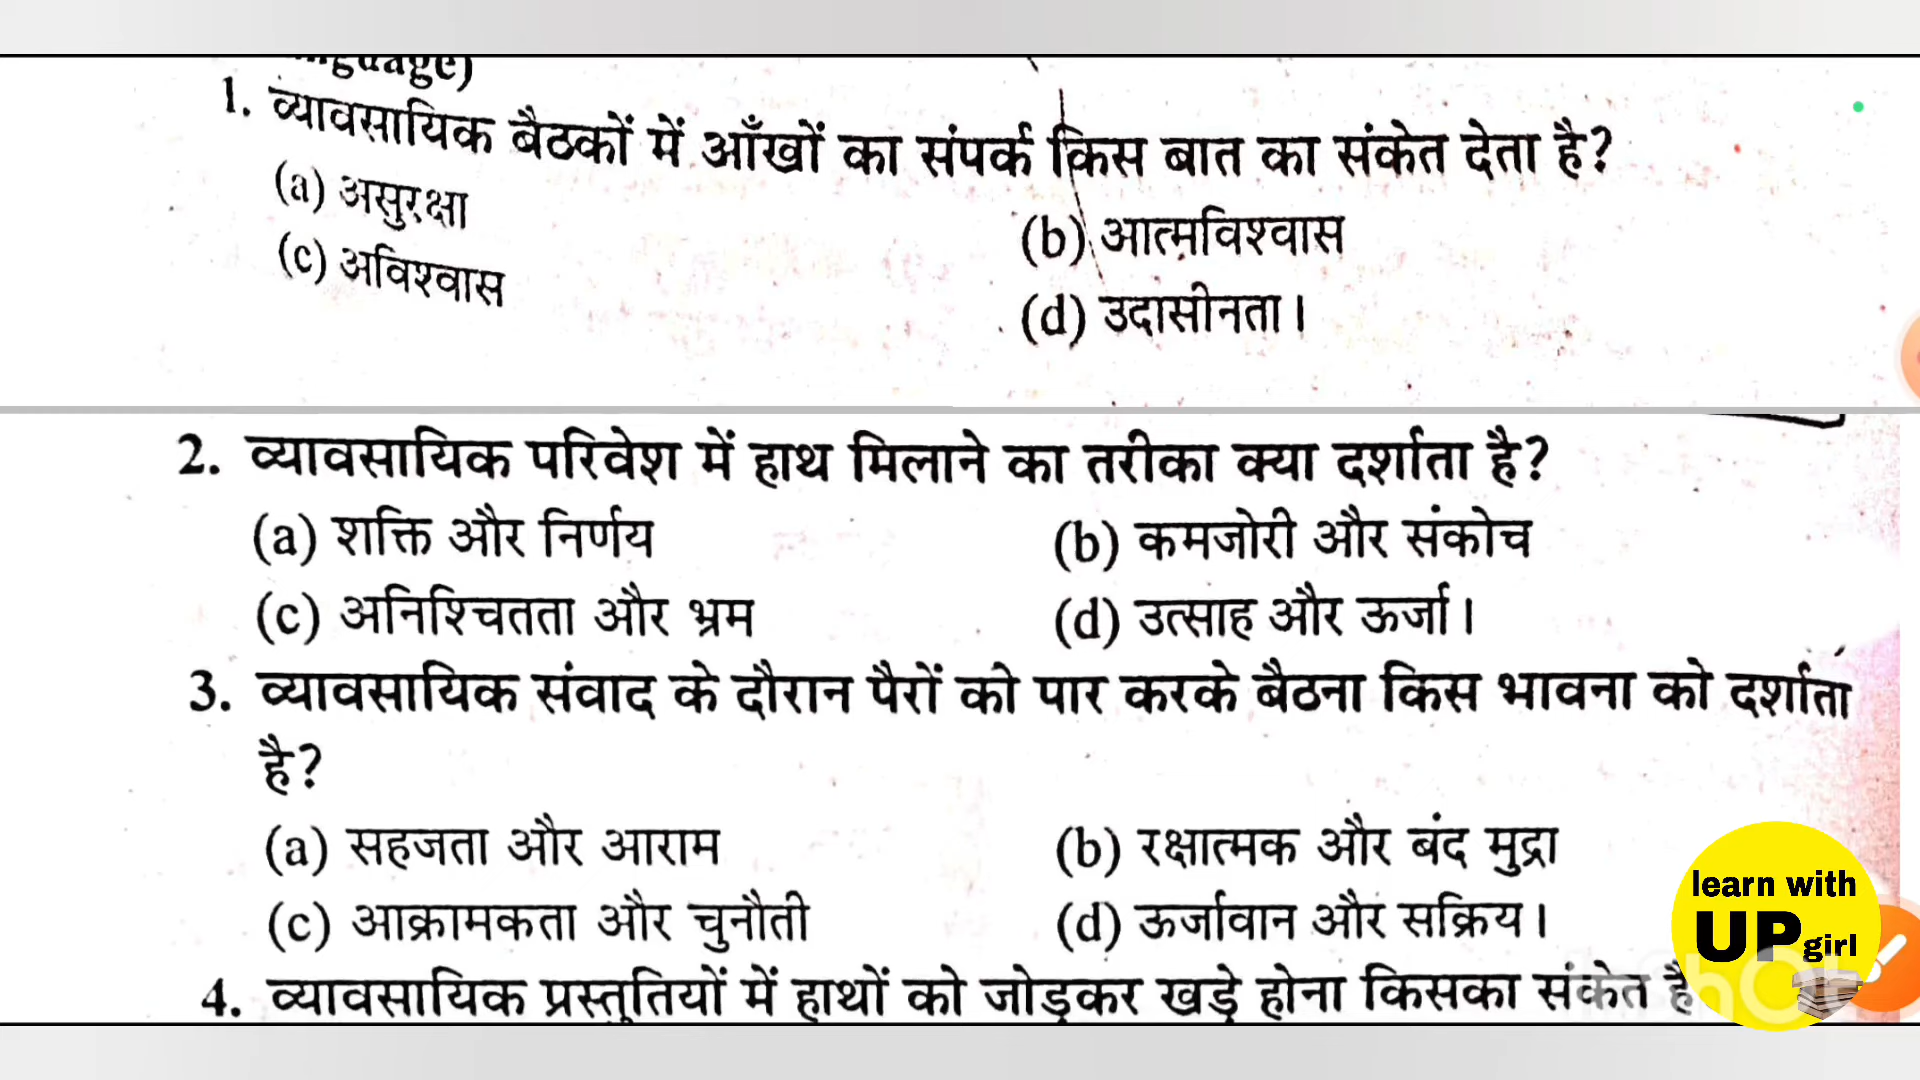 1. व्यावसायिक बैठकों में आँखों का संपर्क किस बात का संकेत देता है?
(a) असुरक्षा
(b) आत्मविश्वास
(c) अविश्वास
(d) उदासीनता।
2. व्यावसायिक परिवेश में हाथ मिलाने का तरीका क्या दर्शाता है?
(a) शक्ति और निर्णय
(b) कमजोरी और संकोच
(c) अनिश्चितता और भ्रम
(d) उत्साह और ऊर्जा।
3. व्यावसायिक संवाद के दौरान पैरों को पार करके बैठना किस भावना को दर्शाता
है?
(a) सहजता और आराम
(b) रक्षात्मक और बंद मुद्रा
(c) आक्रामकता और चुनौती
(d) ऊर्जावान और सक्रिय।
4. व्यावसायिक प्रस्तुतियों में हाथों को जोड़कर खड़े होना किसका संकेत है
learn with
UP girl